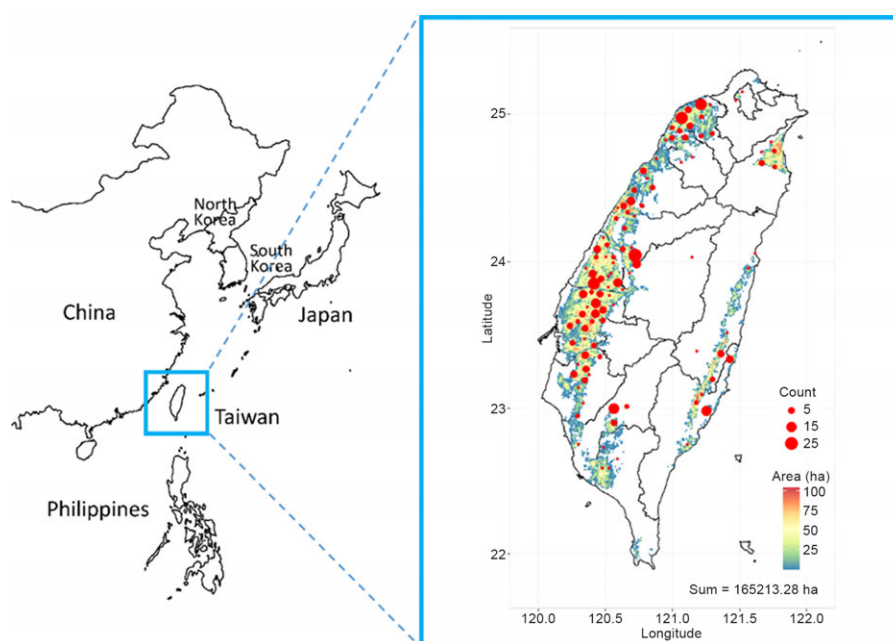 North
Korea
South
Korea
China
Japan
Taiwan
Philippines
25
24
23
22
Latitude
Count
5
15
25
Area (ha)
100
75
50
25
Sum = 165213.28 ha
120.0 120.5 121.0 121.5 122.0
Longitude